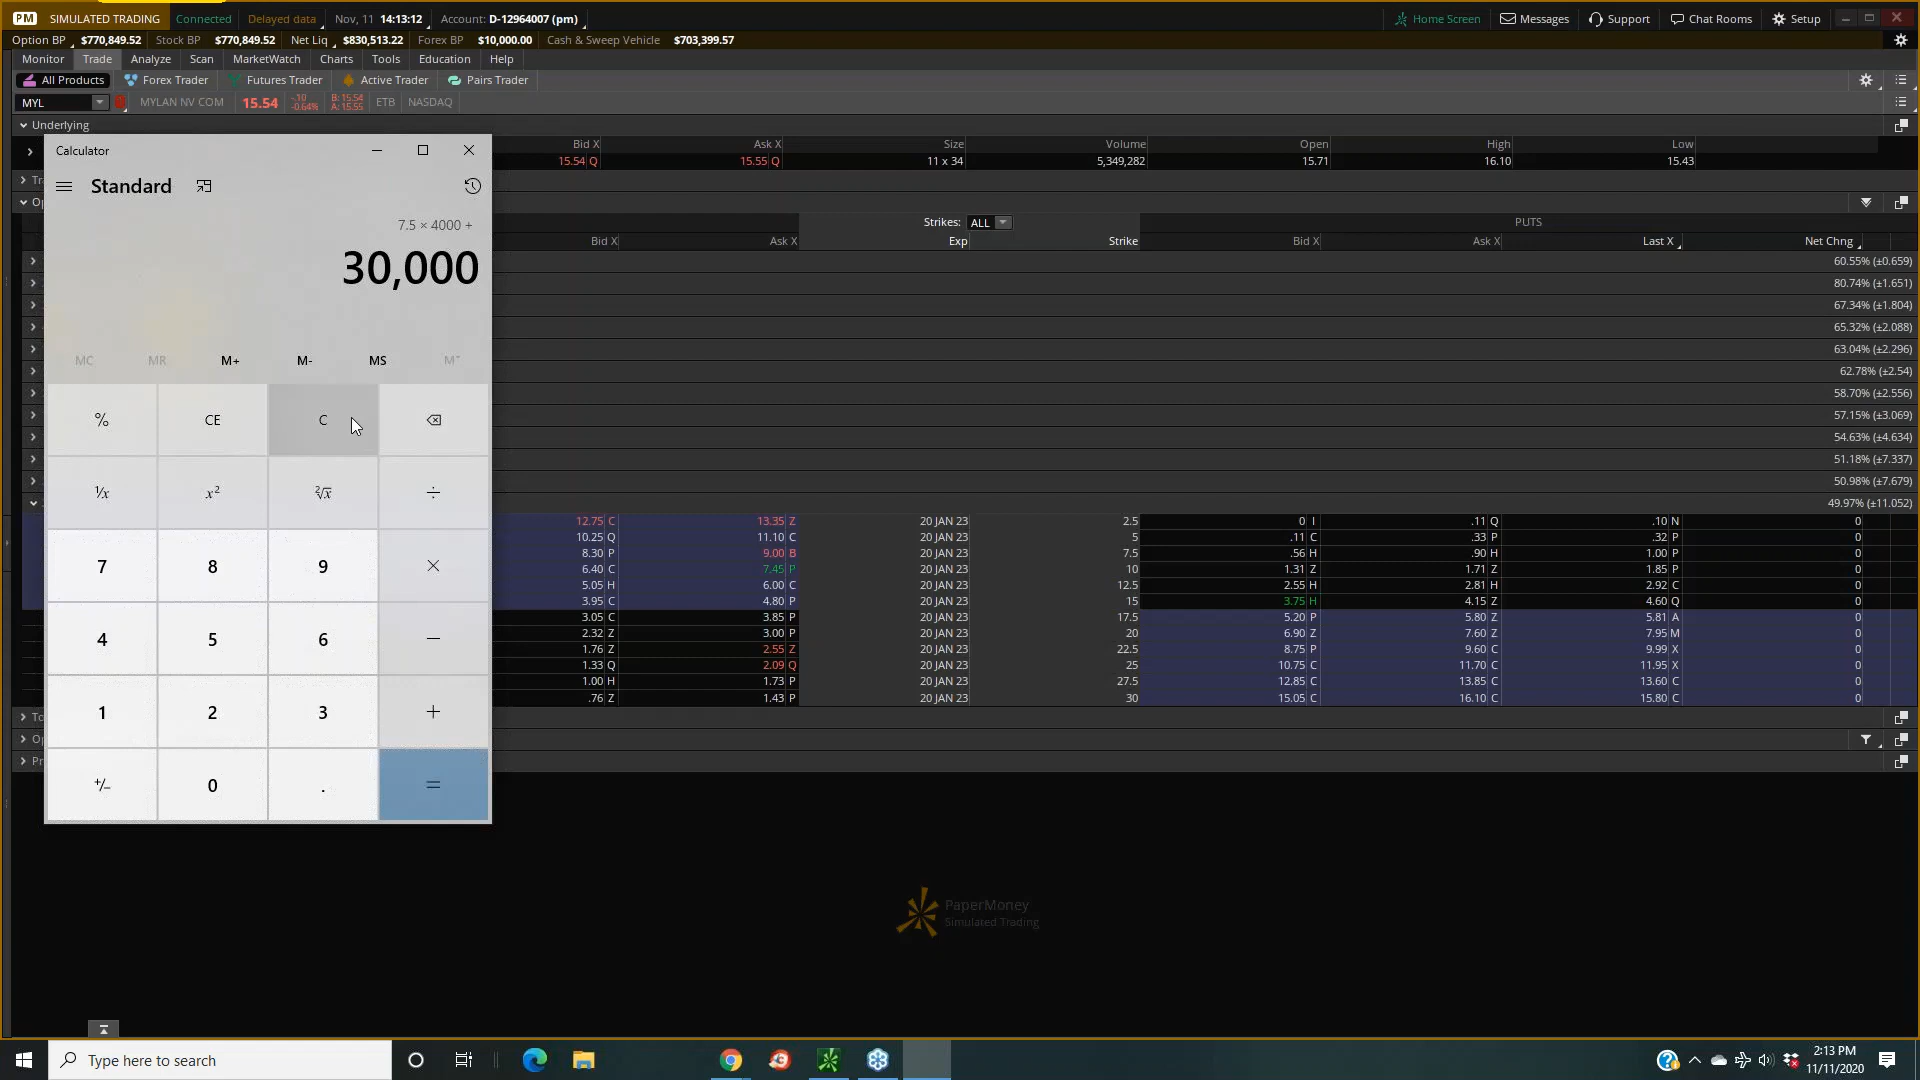 PM SIMULATED TRADING Connected Delayed data Nov, 11 14:13:12 Account: D-12964007 (pm) Home Screen Messages Support Chat Rooms Setup
Option BP $770,849.52 Stock BP $770,849.52 Net Liq $830,513.22 Forex BP $10,000.00 Cash & Sweep Vehicle $703,399.57
Monitor Trade Analyze Scan MarketWatch Charts Tools Education Help
All Products Forex Trader Futures Trader Active Trader Pairs Trader
MYL MYLAN NV COM 15.54 -.10 -0.64% B: 15.54 A: 15.55 ETB NASDAQ
Underlying
Bid X Ask X Size Volume Open High Low
15.54 Q 15.55 Q 11 x 34 5,349,282 15.71 16.10 15.43
Calculator
Standard
7.5 × 4000 +
30,000
MC MR M+ M- MS M˅
% CE C
⅟x x² ²√x ÷
7 8 9 ×
4 5 6 −
1 2 3 +
+/− 0 . =
Strikes: ALL PUTS
Bid X Ask X Exp Strike Bid X Ask X Last X Net Chng
60.55% (±0.659)
80.74% (±1.651)
67.34% (±1.804)
65.32% (±2.088)
63.04% (±2.296)
62.78% (±2.54)
58.70% (±2.556)
57.15% (±3.069)
54.63% (±4.634)
51.18% (±7.337)
50.98% (±7.679)
49.97% (±11.052)
12.75 C 13.35 Z 20 JAN 23 2.5 0 I .11 Q .10 N 0
10.25 Q 11.10 C 20 JAN 23 5 .11 C .33 P .32 P 0
8.30 P 9.00 B 20 JAN 23 7.5 .56 H .90 H 1.00 P 0
6.40 C 7.45 P 20 JAN 23 10 1.31 Z 1.71 Z 1.85 P 0
5.05 H 6.00 C 20 JAN 23 12.5 2.55 H 2.81 H 2.92 C 0
3.95 C 4.80 P 20 JAN 23 15 3.75 H 4.15 Z 4.60 Q 0
3.05 C 3.85 P 20 JAN 23 17.5 5.20 P 5.80 Z 5.81 A 0
2.32 Z 3.00 P 20 JAN 23 20 6.90 Z 7.60 Z 7.95 M 0
1.76 Z 2.55 Z 20 JAN 23 22.5 8.75 P 9.60 C 9.99 X 0
1.33 Q 2.09 Q 20 JAN 23 25 10.75 C 11.70 C 11.95 X 0
1.00 H 1.73 P 20 JAN 23 27.5 12.85 C 13.85 C 13.60 C 0
.76 Z 1.43 P 20 JAN 23 30 15.05 C 16.10 C 15.80 C 0
PaperMoney
Simulated Trading
Type here to search
2:13 PM
11/11/2020